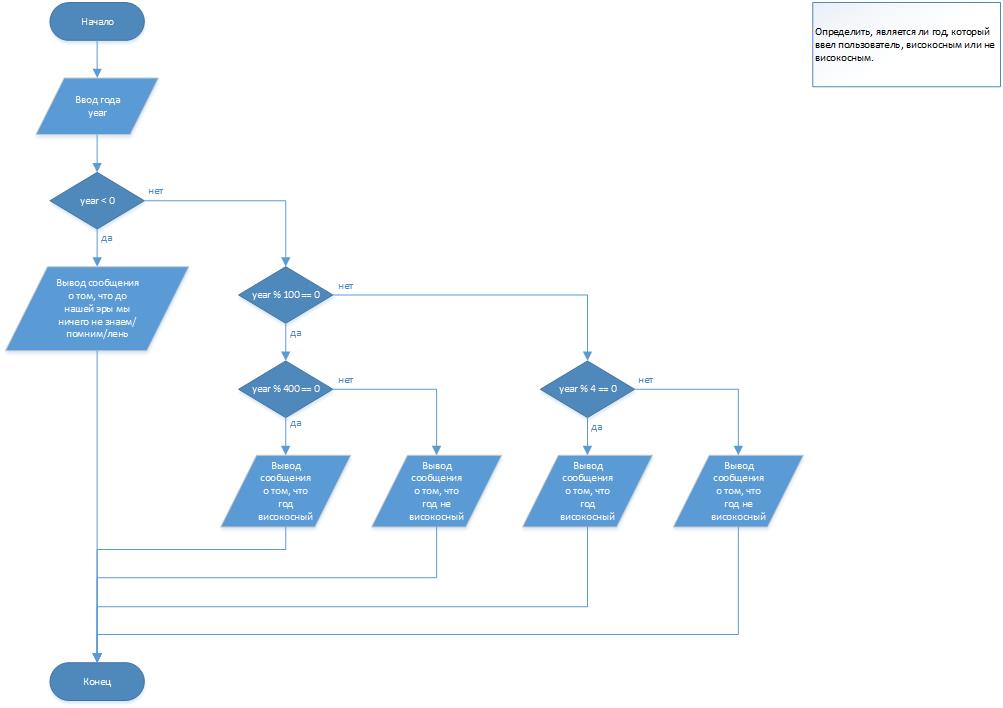 Начало
Определить, является ли год, который
ввел пользователь, високосным или не
високосным.
Ввод года
year
year < 0
нет
да
Вывод сообщения
о том, что до
нашей эры мы
ничего не знаем/
помним/лень
year % 100 == 0
нет
да
year % 400 == 0
нет
да
year % 4 == 0
нет
да
Вывод
сообщения
о том, что
год
високосный
Вывод
сообщения
о том, что
год не
високосный
Вывод
сообщения
о том, что
год
високосный
Вывод
сообщения
о том, что
год не
високосный
Конец